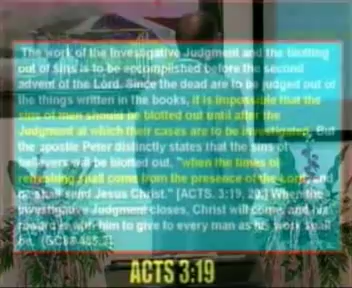 The work of the Investigative Judgment and the blotting
out of sins is to be accomplished before the second
advent of the Lord. Since the dead are to be judged out of
the things written in the books, it is impossible that the
sins of men should be blotted out until after the
Judgment at which their cases are to be investigated. But
the apostle Peter distinctly states that the sins of
believers will be blotted out, "when the times of
refreshing shall come from the presence of the Lord; and
he shall send Jesus Christ." [ACTS. 3:19, 20.] When the
Investigative Judgment closes, Christ will come, and his
reward is with him to give to every man as his work shall
be. (GC88
ACTS 3:19